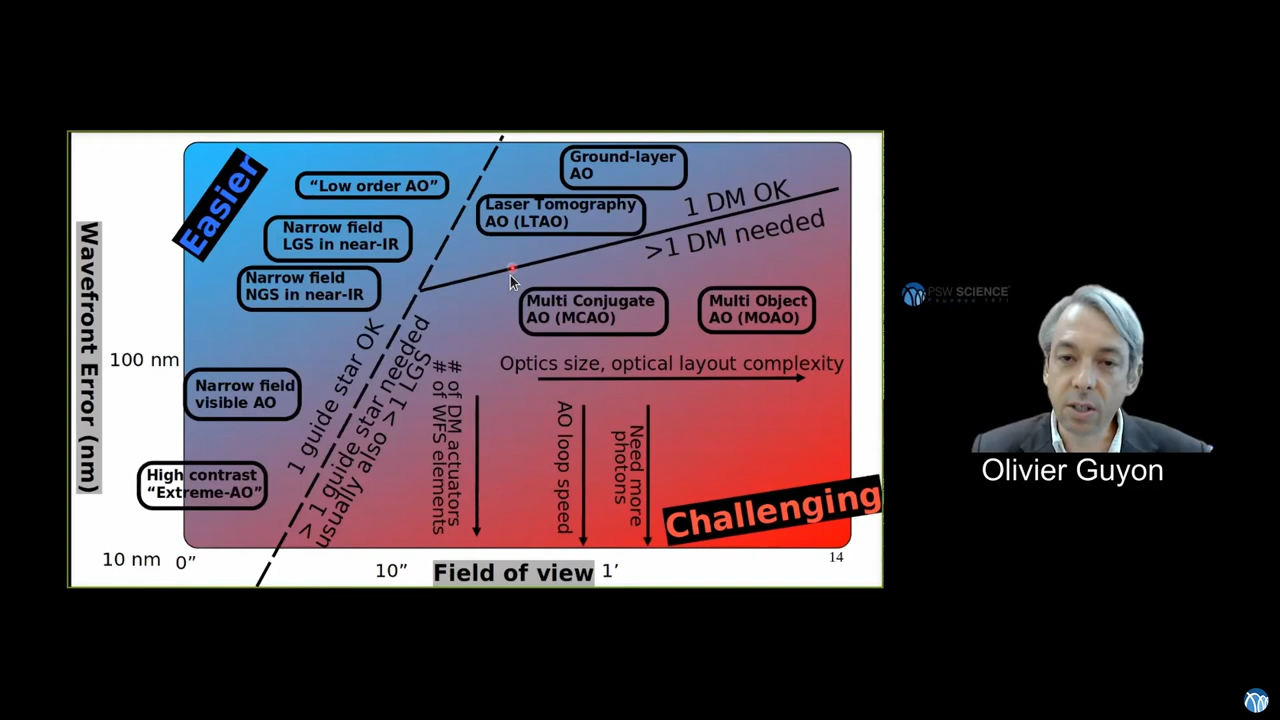 Easier
"Low order AO"
Ground-layer
AO
Laser Tomography
AO (LTAO)
1 DM OK
>1 DM needed
Narrow field
LGS in near-IR
Narrow field
NGS in near-IR
Multi Conjugate
AO (MCAO)
Multi Object
AO (MOAO)
Wavefront Error (nm)
100 nm
Optics size, optical layout complexity
Narrow field
visible AO
1 guide star OK
> 1 guide star needed
usually also >1 LGS
# of DM actuators
# of WFS elements
AO loop speed
Need more
photons
High contrast
"Extreme-AO"
Challenging
10 nm
0"
10"
Field of view
1'
14
PSW SCIENCE
Founded 1871
Olivier Guyon